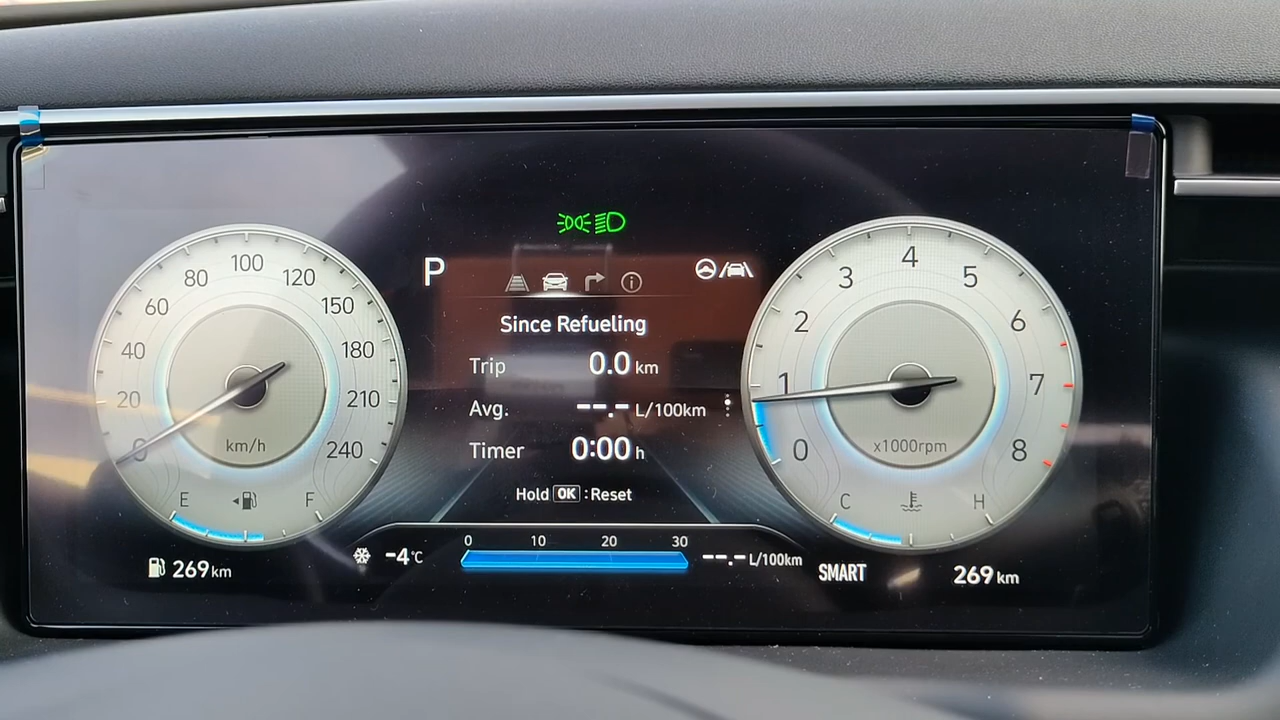 P
Since Refueling
Trip 0.0 km
Avg. --.- L/100km
Timer 0:00 h
Hold OK : Reset
0 20 40 60 80 100 120 150 180 210 240
km/h
E F
269 km
-4°C
0 10 20 30
--.- L/100km
0 1 2 3 4 5 6 7 8
x1000rpm
C H
SMART
269 km